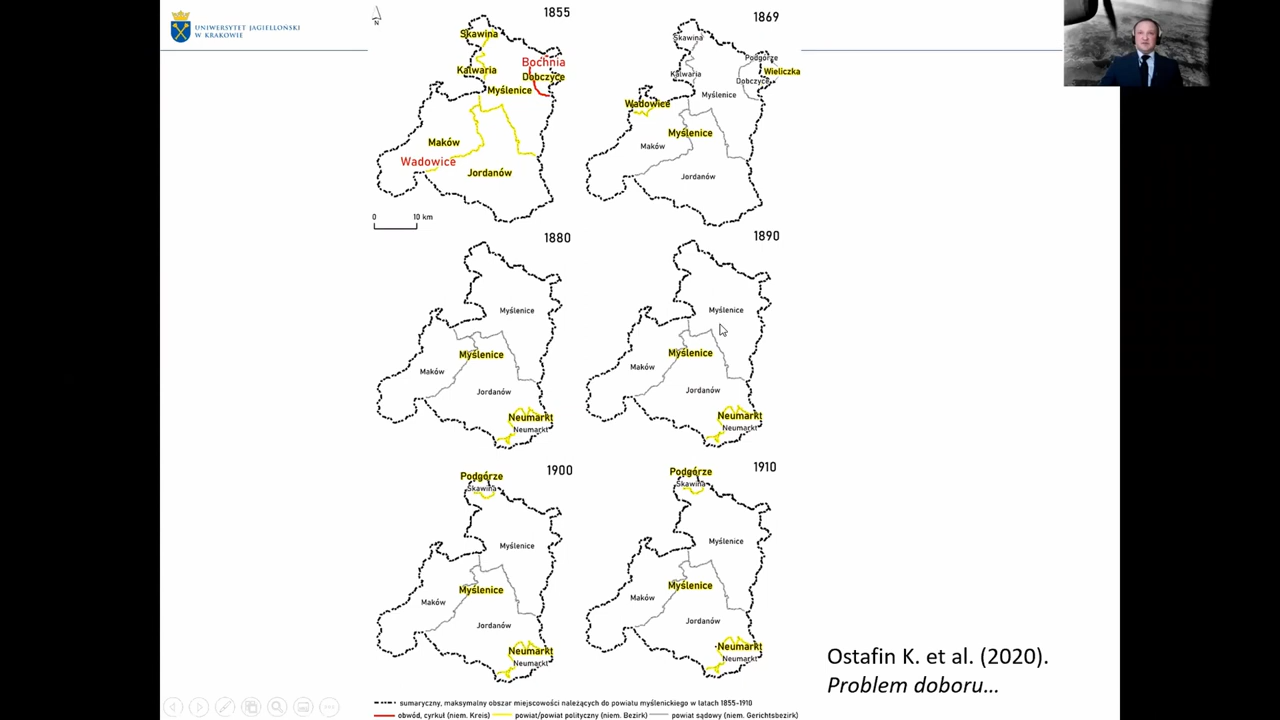 UNIWERSYTET JAGIELLOŃSKI
W KRAKOWIE
N
1855
Skawina
Bochnia
Kalwaria
Dobczyce
Myślenice
Maków
Wadowice
Jordanów
0 10 km
1869
Skawina
Podgórze
Wieliczka
Kalwaria
Dobczyce
Myślenice
Wadowice
Myślenice
Maków
Jordanów
1880
Myślenice
Myślenice
Maków
Jordanów
Neumarkt
Neumarkt
1890
Myślenice
Myślenice
Maków
Jordanów
Neumarkt
Neumarkt
1900
Podgórze
Skawina
Myślenice
Myślenice
Maków
Jordanów
Neumarkt
Neumarkt
1910
Podgórze
Skawina
Myślenice
Myślenice
Maków
Jordanów
Neumarkt
Neumarkt
Ostafin K. et al. (2020).
Problem doboru...
sumaryczny, maksymalny obszar miejscowości należących do powiatu myślenickiego w latach 1855-1910
obwód, cyrkuł (niem. Kreis) powiat/powiat polityczny (niem. Bezirk) powiat sądowy (niem. Gerichtsbezirk)